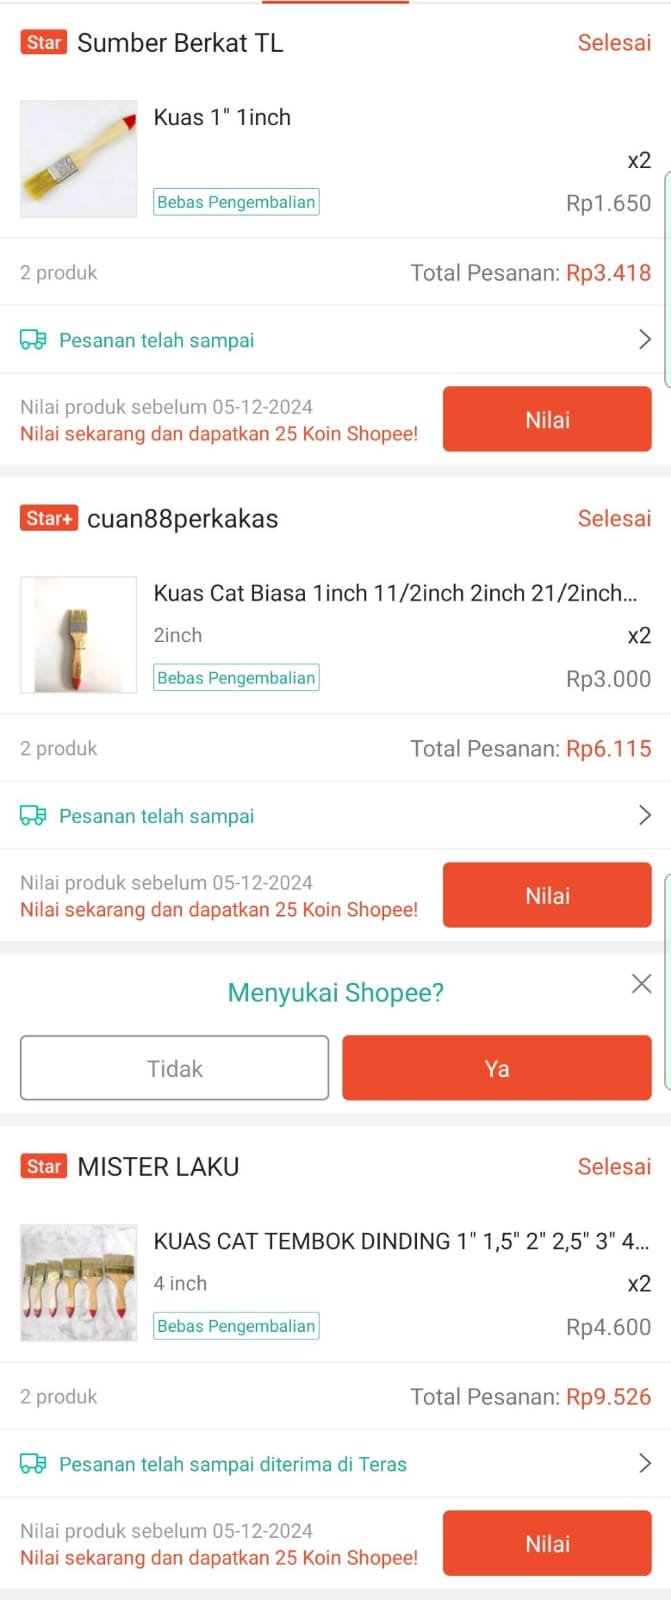 Star Sumber Berkat TL Selesai
Kuas 1" 1inch
x2
Bebas Pengembalian Rp1.650
2 produk Total Pesanan: Rp3.418
Pesanan telah sampai
Nilai produk sebelum 05-12-2024
Nilai sekarang dan dapatkan 25 Koin Shopee!
Nilai
Star+ cuan88perkakas Selesai
Kuas Cat Biasa 1inch 11/2inch 2inch 21/2inch...
2inch x2
Bebas Pengembalian Rp3.000
2 produk Total Pesanan: Rp6.115
Pesanan telah sampai
Nilai produk sebelum 05-12-2024
Nilai sekarang dan dapatkan 25 Koin Shopee!
Nilai
Menyukai Shopee?
Tidak Ya
Star MISTER LAKU Selesai
KUAS CAT TEMBOK DINDING 1" 1,5" 2" 2,5" 3" 4...
4 inch x2
Bebas Pengembalian Rp4.600
2 produk Total Pesanan: Rp9.526
Pesanan telah sampai diterima di Teras
Nilai produk sebelum 05-12-2024
Nilai sekarang dan dapatkan 25 Koin Shopee!
Nilai